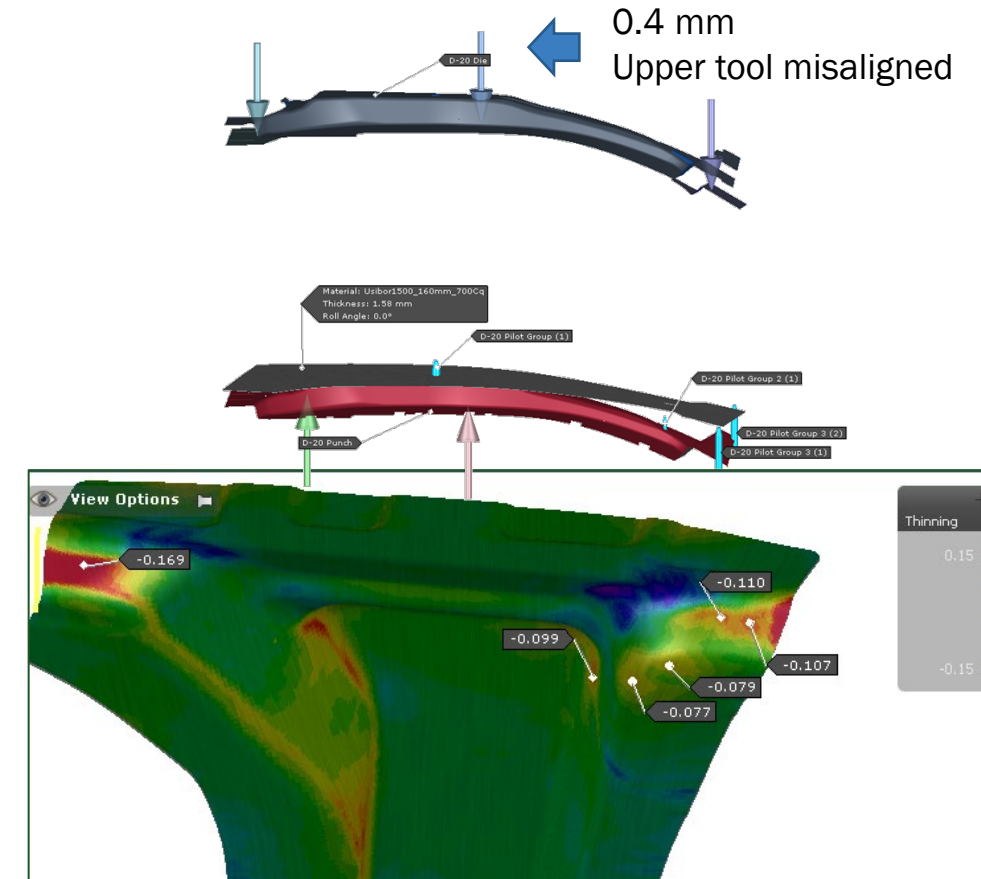 0.4 mm
Upper tool misaligned
D-20 Die
Material: Usibor1500_160mm_700Cq
Thickness: 1.58 mm
Roll Angle: 0.0°
D-20 Pilot Group (1)
D-20 Pilot Group 2 (1)
D-20 Pilot Group 3 (2)
D-20 Punch
D-20 Pilot Group 3 (1)
View Options
Thinning
0.15
-0.169
-0.110
-0.099
-0.107
-0.15
-0.079
-0.077